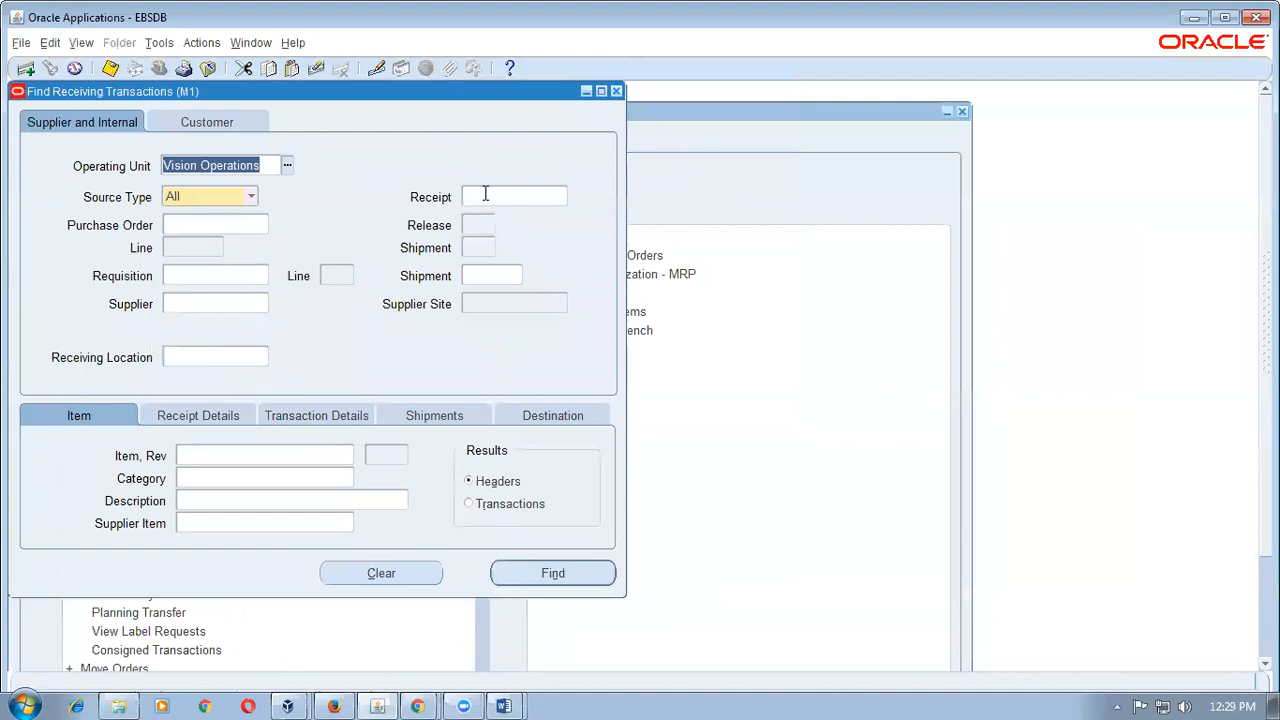 Oracle Applications - EBSDB
File Edit View Folder Tools Actions Window Help
ORACLE
Find Receiving Transactions (M1)
Supplier and Internal Customer
Operating Unit Vision Operations
Source Type All Receipt
Purchase Order Release
Line Shipment
Requisition Line Shipment
Supplier Supplier Site
Receiving Location
Orders
zation - MRP
ems
ench
Item Receipt Details Transaction Details Shipments Destination
Item, Rev
Category
Description
Supplier Item
Results
Headers
Transactions
Clear Find
Planning Transfer
View Label Requests
Consigned Transactions
+ Move Orders
12:29 PM